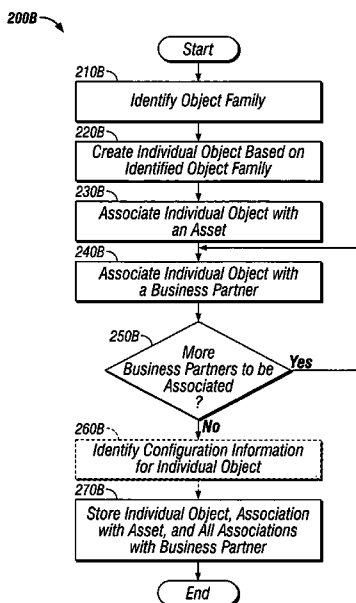 200B
Start
210B
Identify Object Family
220B
Create Individual Object Based on
Identified Object Family
230B
Associate Individual Object with
an Asset
240B
Associate Individual Object with
a Business Partner
250B
More
Business Partners to be
Associated
?
Yes
No
260B
Identify Configuration Information
for Individual Object
270B
Store Individual Object, Association
with Asset, and All Associations
with Business Partner
End